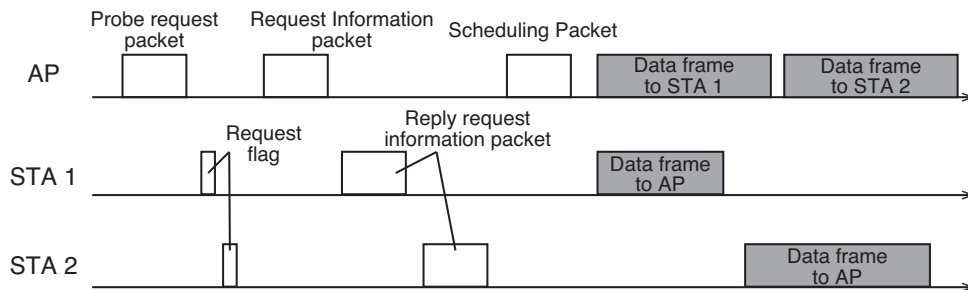 Probe request
packet
Request Information
packet
Scheduling Packet
AP
Data frame
to STA 1
Data frame
to STA 2
Request
flag
Reply request
information packet
STA 1
Data frame
to AP
STA 2
Data frame
to AP